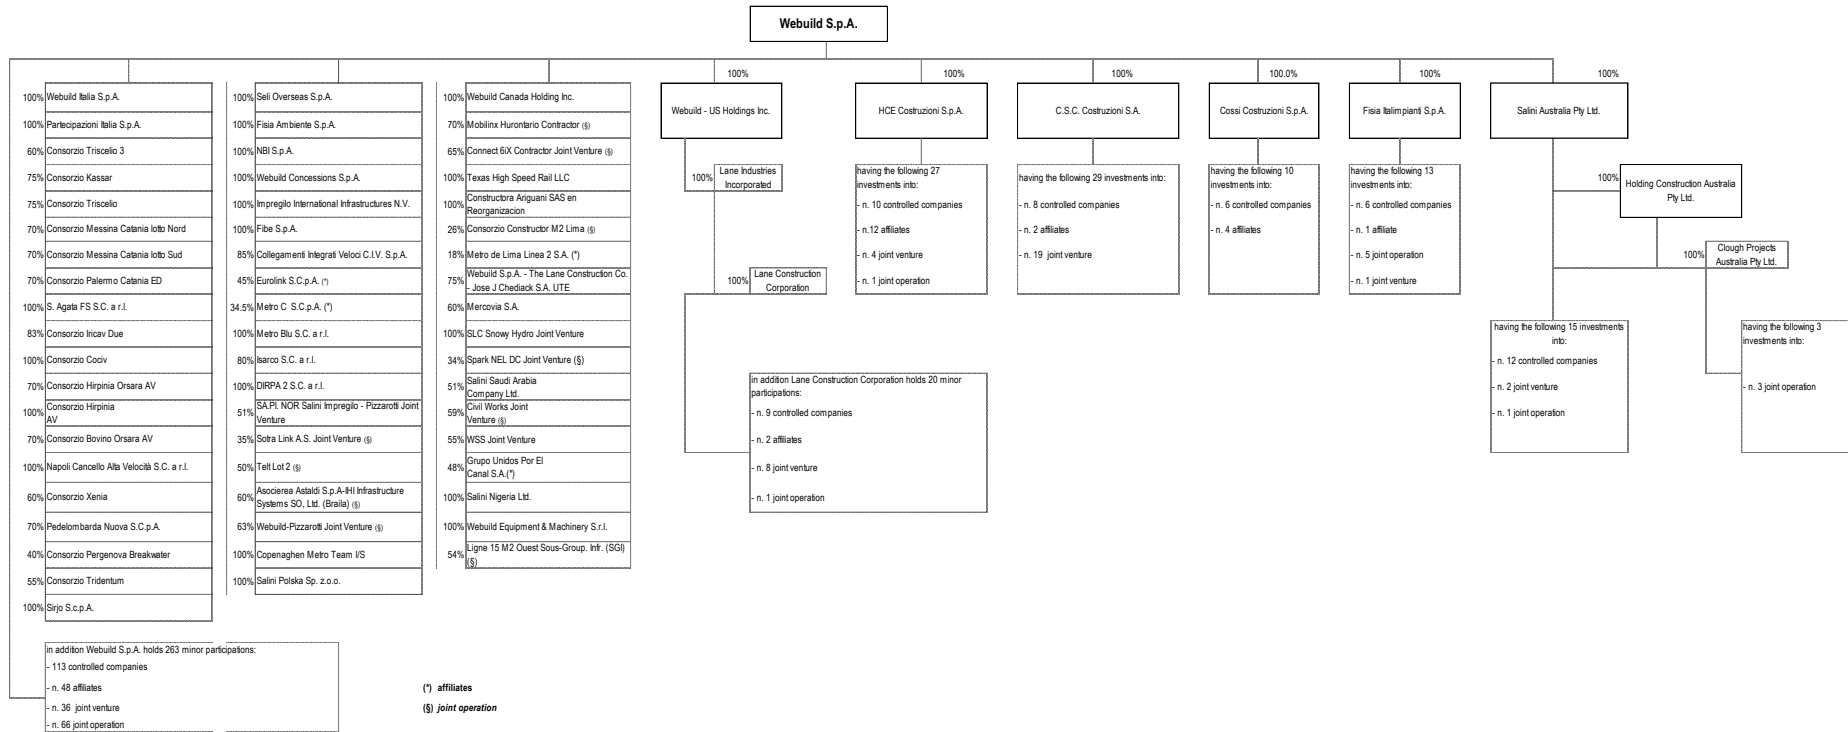 Webuild S.p.A.
100% Webuild Italia S.p.A.
100% Partecipazioni Italia S.p.A.
60% Consorzio Triscelio 3
75% Consorzio Kassar
75% Consorzio Triscelio
70% Consorzio Messina Catania lotto Nord
70% Consorzio Messina Catania lotto Sud
70% Consorzio Palermo Catania ED
100% S. Agata FS S.C. a r.l.
83% Consorzio Iricav Due
100% Consorzio Cociv
70% Consorzio Hirpinia Orsara AV
100% Consorzio Hirpinia
AV
70% Consorzio Bovino Orsara AV
100% Napoli Cancello Alta Velocità S.C. a r.l.
60% Consorzio Xenia
70% Pedelombarda Nuova S.C.p.A.
40% Consorzio Pergenova Breakwater
55% Consorzio Tridentum
100% Sirjo S.c.p.A.
100% Seli Overseas S.p.A.
100% Fisia Ambiente S.p.A.
100% NBI S.p.A.
100% Webuild Concessions S.p.A.
100% Impregilo International Infrastructures N.V.
100% Fibe S.p.A.
85% Collegamenti Integrati Veloci C.I.V. S.p.A.
45% Eurolink S.C.p.A. (*)
34.5% Metro C S.C.p.A. (*)
100% Metro Blu S.C. a r.l.
80% Isarco S.C. a r.l.
100% DIRPA 2 S.C. a r.l.
51% SA.PI. NOR Salini Impregilo - Pizzarotti Joint
Venture
35% Sotra Link A.S. Joint Venture (§)
50% Telt Lot 2 (§)
60% Asocierea Astaldi S.p.A-IHI Infrastructure
Systems SO, Ltd. (Braila) (§)
63% Webuild-Pizzarotti Joint Venture (§)
100% Copenaghen Metro Team I/S
100% Salini Polska Sp. z.o.o.
100% Webuild Canada Holding Inc.
70% Mobilinx Hurontario Contractor (§)
65% Connect 6iX Contractor Joint Venture (§)
100% Texas High Speed Rail LLC
100% Constructora Ariguani SAS en
Reorganizacion
26% Consorzio Constructor M2 Lima (§)
18% Metro de Lima Linea 2 S.A. (*)
75% Webuild S.p.A. - The Lane Construction Co.
- Jose J Chediack S.A. UTE
60% Mercovia S.A.
100% SLC Snowy Hydro Joint Venture
34% Spark NEL DC Joint Venture (§)
51% Salini Saudi Arabia
Company Ltd.
59% Civil Works Joint
Venture (§)
55% WSS Joint Venture
48% Grupo Unidos Por El
Canal S.A.(*)
100% Salini Nigeria Ltd.
100% Webuild Equipment & Machinery S.r.l.
54% Ligne 15 M2 Ouest Sous-Group. Infr. (SGI)
(§)
100%
Webuild - US Holdings Inc.
100% Lane Industries
Incorporated
100% Lane Construction
Corporation
in addition Lane Construction Corporation holds 20 minor
participations:
- n. 9 controlled companies
- n. 2 affiliates
- n. 8 joint venture
- n. 1 joint operation
100%
HCE Costruzioni S.p.A.
having the following 27
investments into:
- n. 10 controlled companies
- n.12 affiliates
- n. 4 joint venture
- n. 1 joint operation
100%
C.S.C. Costruzioni S.A.
having the following 29 investments into:
- n. 8 controlled companies
- n. 2 affiliates
- n. 19 joint venture
100.0%
Cossi Costruzioni S.p.A.
having the following 10
investments into:
- n. 6 controlled companies
- n. 4 affiliates
100%
Fisia Italimpianti S.p.A.
having the following 13
investments into:
- n. 6 controlled companies
- n. 1 affiliate
- n. 5 joint operation
- n. 1 joint venture
100%
Salini Australia Pty Ltd.
100% Holding Construction Australia
Pty Ltd.
100% Clough Projects
Australia Pty Ltd.
having the following 15 investments
into:
- n. 12 controlled companies
- n. 2 joint venture
- n. 1 joint operation
having the following 3
investments into:
- n. 3 joint operation
in addition Webuild S.p.A. holds 263 minor participations:
- 113 controlled companies
- n. 48 affiliates
- n. 36 joint venture
- n. 66 joint operation
(*) affiliates
(§) joint operation